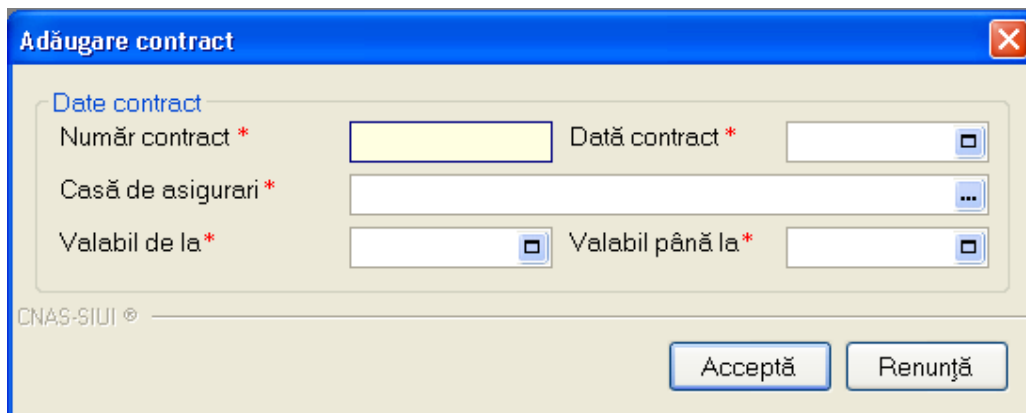 Adăugare contract
Date contract
Număr contract * Dată contract *
Casă de asigurari * ...
Valabil de la * Valabil până la *
CNAS-SIUI ®
Acceptă Renunţă